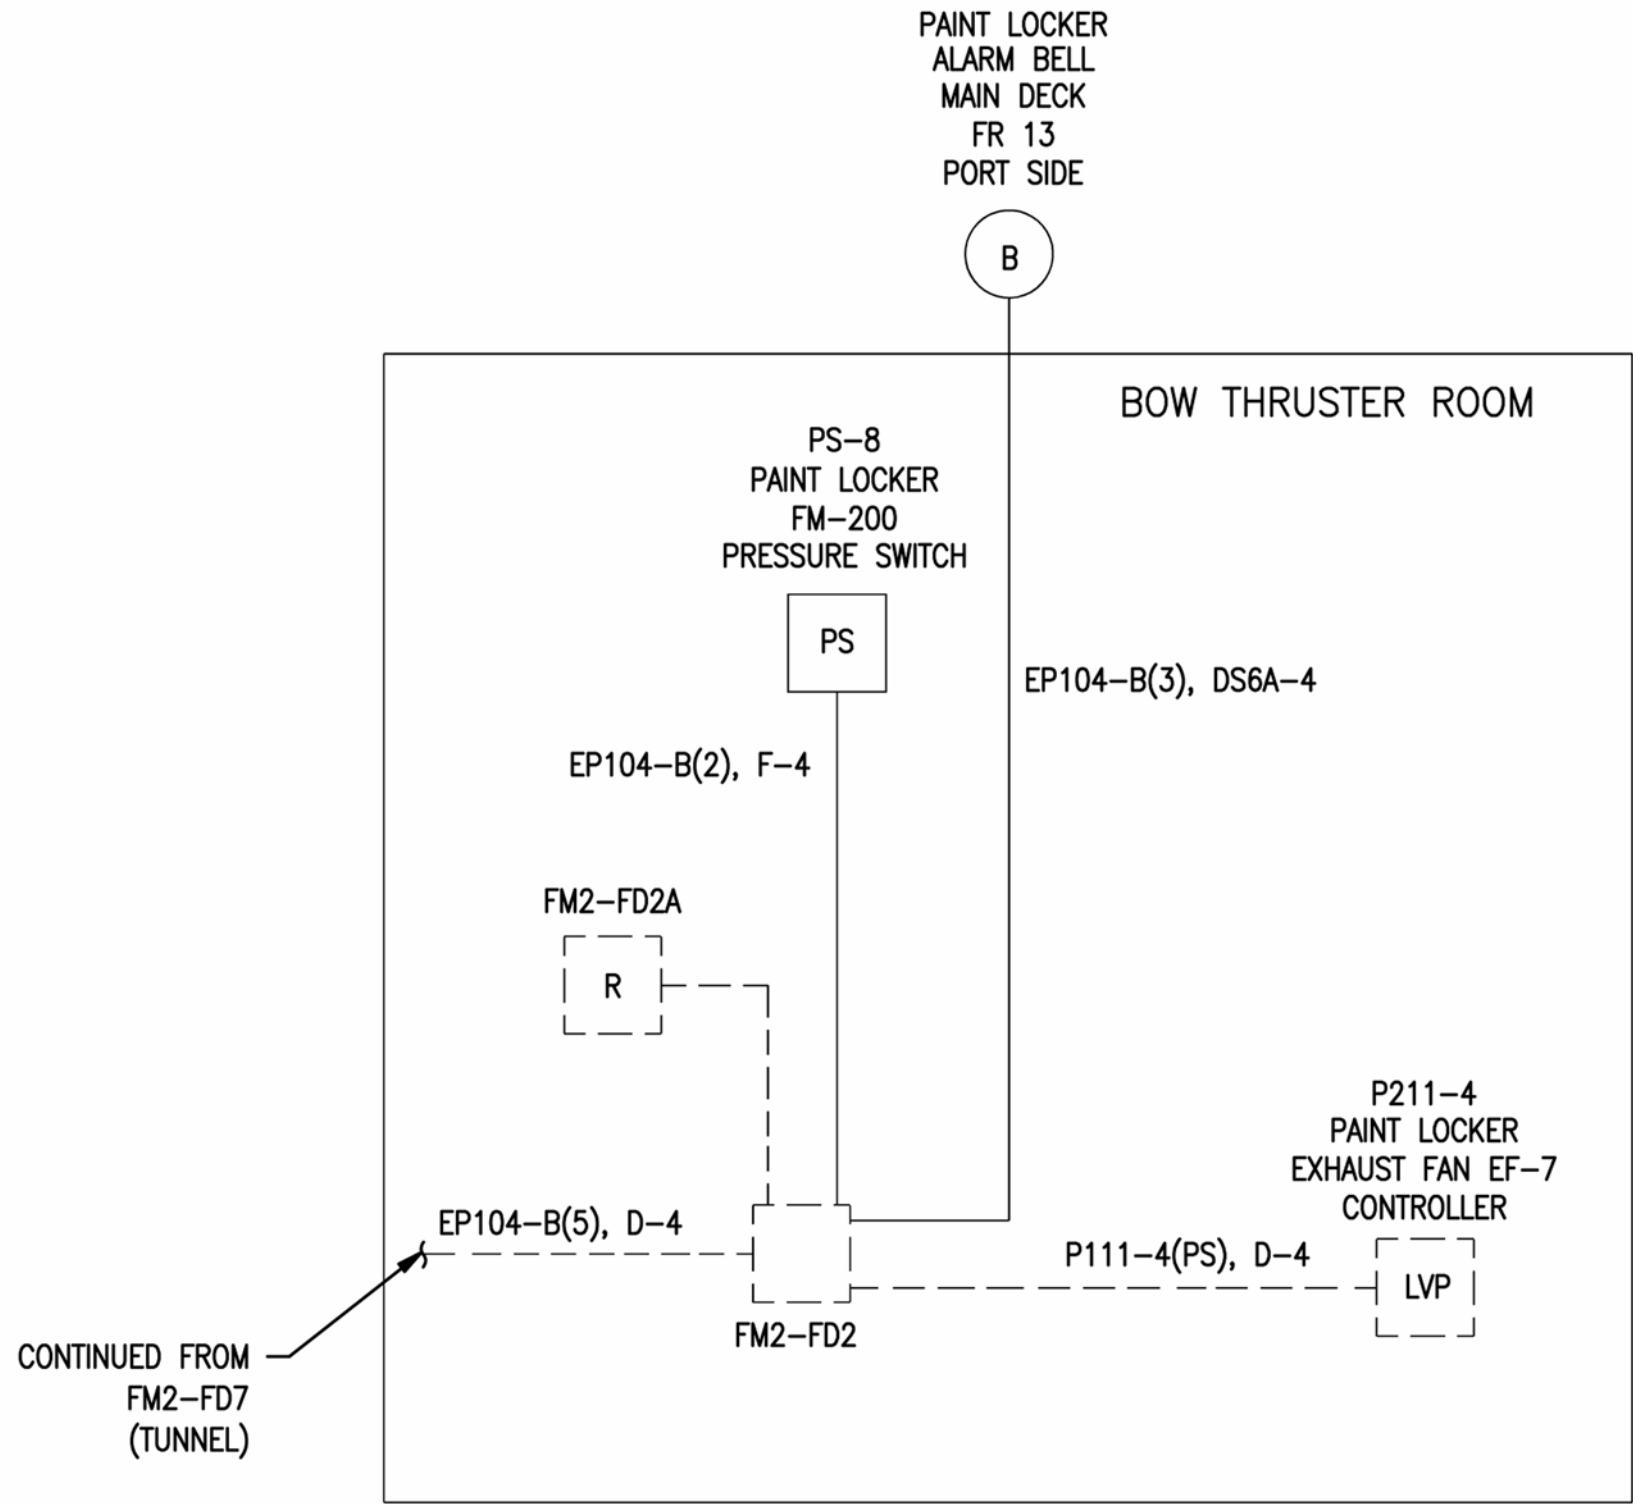 PAINT LOCKER
ALARM BELL
MAIN DECK
FR 13
PORT SIDE
B
BOW THRUSTER ROOM
PS-8
PAINT LOCKER
FM-200
PRESSURE SWITCH
PS
EP104-B(3), DS6A-4
EP104-B(2), F-4
FM2-FD2A
R
P211-4
PAINT LOCKER
EXHAUST FAN EF-7
CONTROLLER
EP104-B(5), D-4
P111-4(PS), D-4
LVP
FM2-FD2
CONTINUED FROM
FM2-FD7
(TUNNEL)